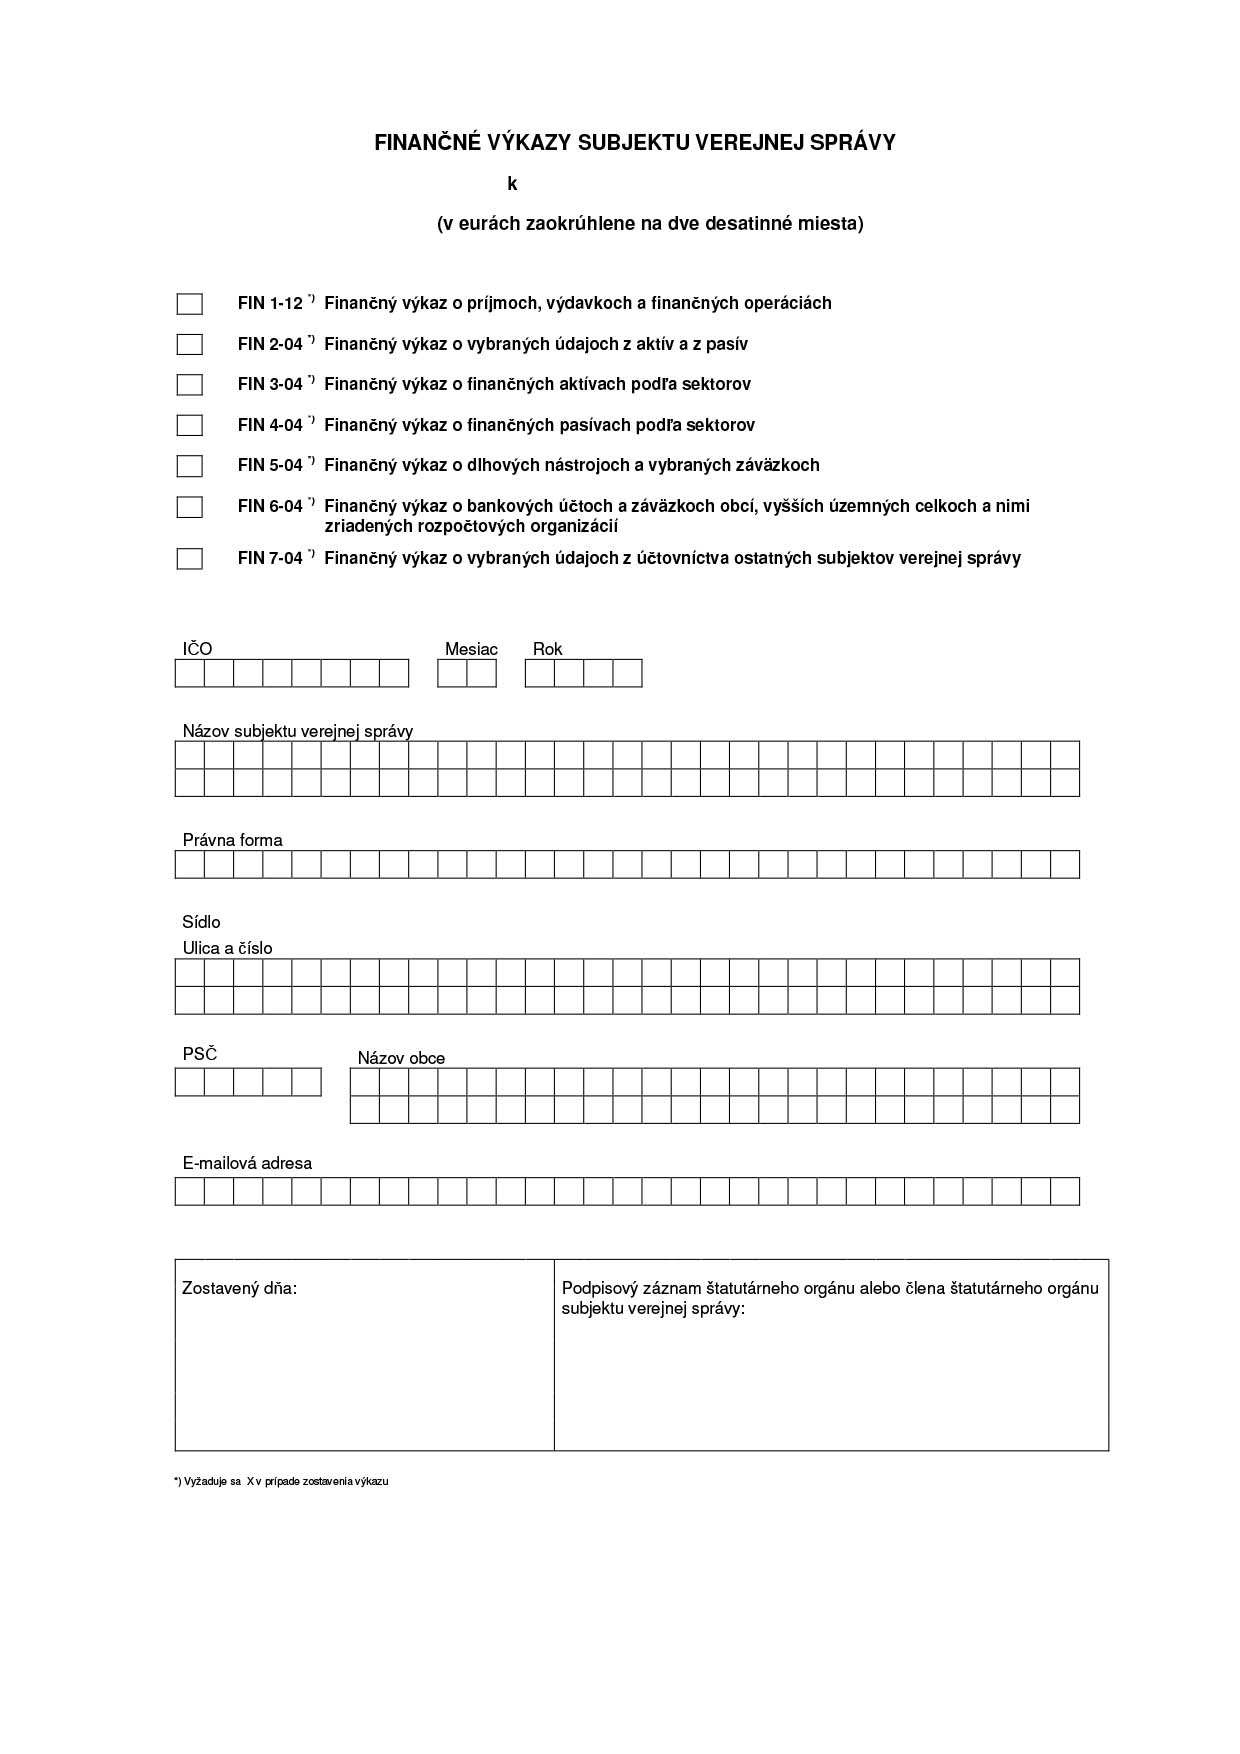 FINANČNÉ VÝKAZY SUBJEKTU VEREJNEJ SPRÁVY
k
(v eurách zaokrúhlene na dve desatinné miesta)
FIN 1-12 *) Finančný výkaz o príjmoch, výdavkoch a finančných operáciách
FIN 2-04 *) Finančný výkaz o vybraných údajoch z aktív a z pasív
FIN 3-04 *) Finančný výkaz o finančných aktívach podľa sektorov
FIN 4-04 *) Finančný výkaz o finančných pasívach podľa sektorov
FIN 5-04 *) Finančný výkaz o dlhových nástrojoch a vybraných záväzkoch
FIN 6-04 *) Finančný výkaz o bankových účtoch a záväzkoch obcí, vyšších územných celkoch a nimi
zriadených rozpočtových organizácií
FIN 7-04 *) Finančný výkaz o vybraných údajoch z účtovníctva ostatných subjektov verejnej správy
IČO Mesiac Rok
Názov subjektu verejnej správy
Právna forma
Sídlo
Ulica a číslo
PSČ Názov obce
E-mailová adresa
Zostavený dňa: Podpisový záznam štatutárneho orgánu alebo člena štatutárneho orgánu
subjektu verejnej správy:
*) Vyžaduje sa X v prípade zostavenia výkazu